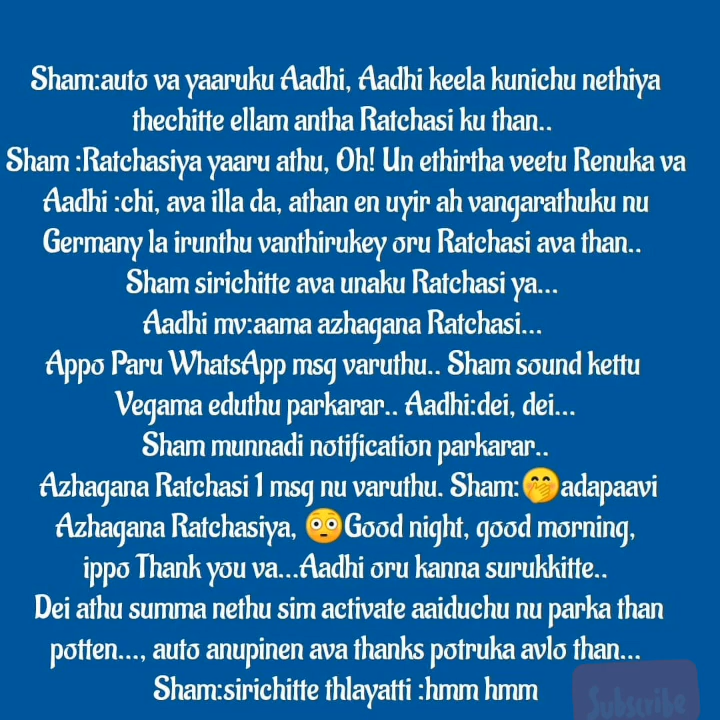 Sham:auto va yaaruku Aadhi, Aadhi keela kunichu nethiya
thechitte ellam antha Ratchasi ku than..
Sham :Ratchasiya yaaru athu, Oh! Un ethirtha veetu Renuka va
Aadhi :chi, ava illa da, athan en uyir ah vangarathuku nu
Germany la irunthu vanthirukey oru Ratchasi ava than..
Sham sirichitte ava unaku Ratchasi ya...
Aadhi mv:aama azhagana Ratchasi...
Appo Paru WhatsApp msg varuthu.. Sham sound kettu
Vegama eduthu parkarar.. Aadhi:dei, dei...
Sham munnadi notification parkarar..
Azhagana Ratchasi 1 msg nu varuthu. Sham:🤭adapaavi
Azhagana Ratchasiya, 😳Good night, good morning,
ippo Thank you va...Aadhi oru kanna surukkitte..
Dei athu summa nethu sim activate aaiduchu nu parka than
potten..., auto anupinen ava thanks potruka avlo than...
Sham:sirichitte thlayatti :hmm hmm
Subscribe